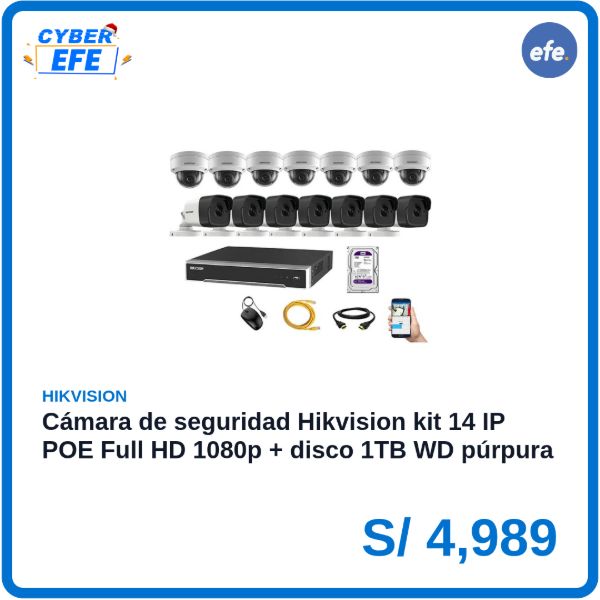 CYBER
EFE
efe.
HIKVISION
Cámara de seguridad Hikvision kit 14 IP
POE Full HD 1080p + disco 1TB WD púrpura
S/ 4,989